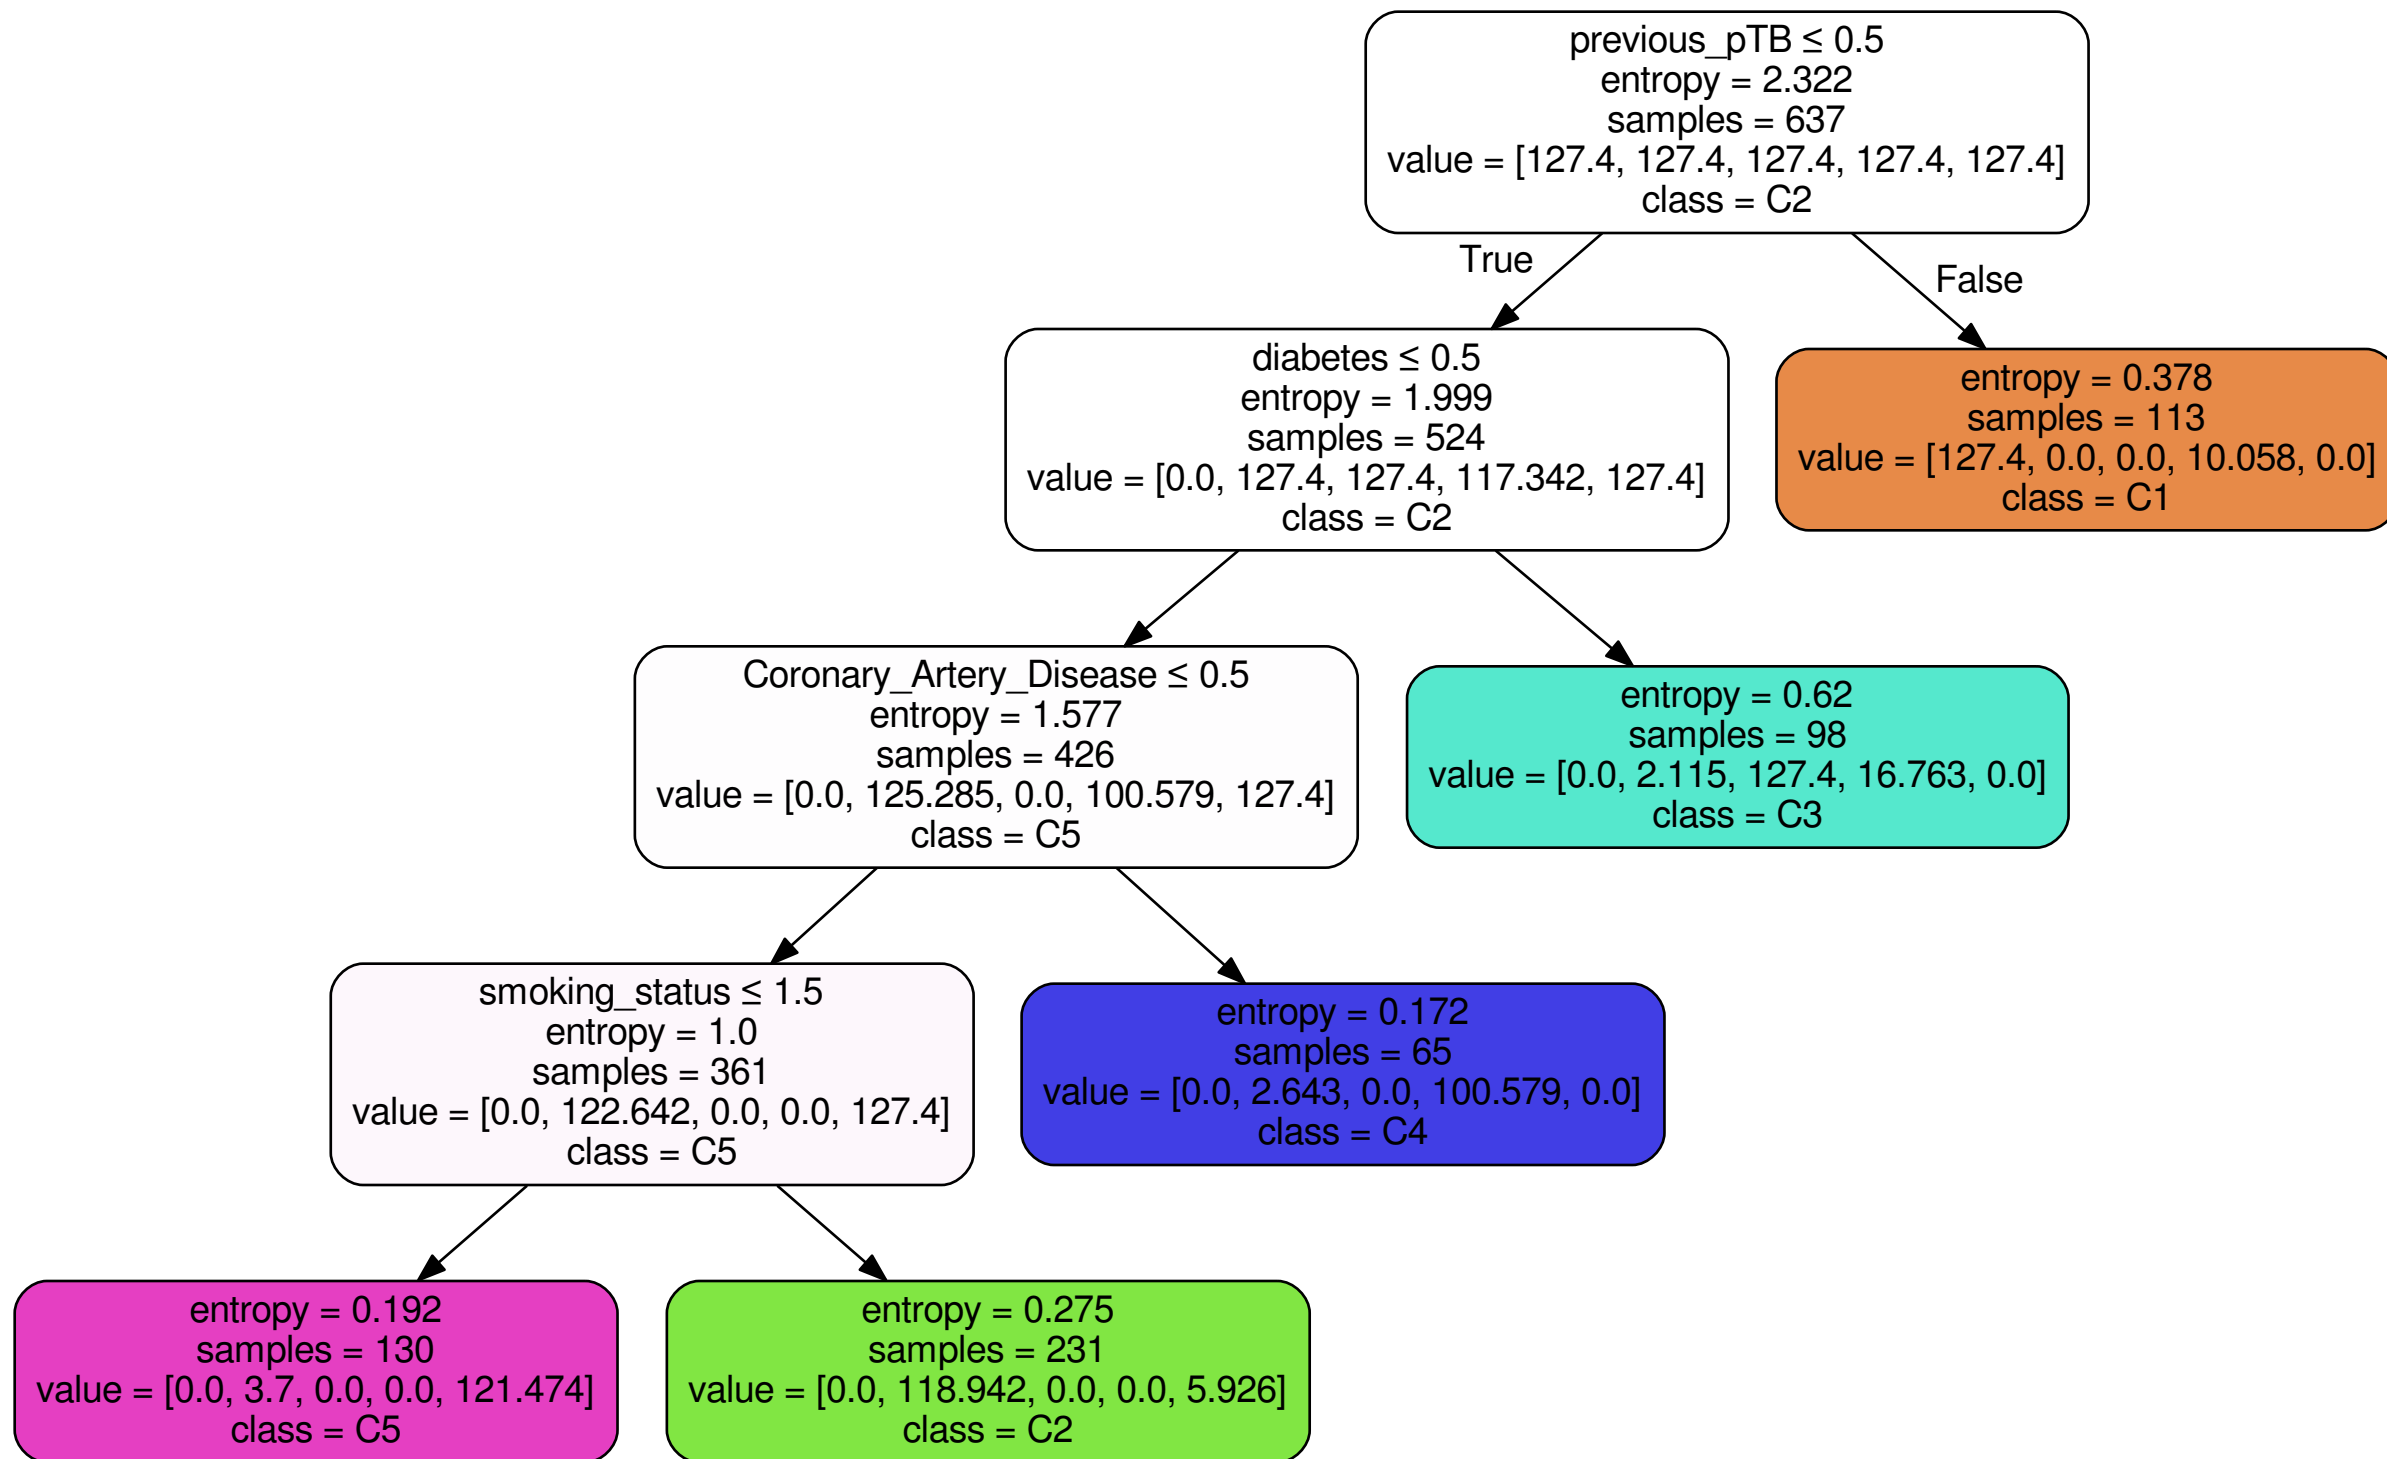 previous_pTB ≤ 0.5
entropy = 2.322
samples = 637
value = [127.4, 127.4, 127.4, 127.4, 127.4]
class = C2
True
False
diabetes ≤ 0.5
entropy = 1.999
samples = 524
value = [0.0, 127.4, 127.4, 117.342, 127.4]
class = C2
entropy = 0.378
samples = 113
value = [127.4, 0.0, 0.0, 10.058, 0.0]
class = C1
Coronary_Artery_Disease ≤ 0.5
entropy = 1.577
samples = 426
value = [0.0, 125.285, 0.0, 100.579, 127.4]
class = C5
entropy = 0.62
samples = 98
value = [0.0, 2.115, 127.4, 16.763, 0.0]
class = C3
smoking_status ≤ 1.5
entropy = 1.0
samples = 361
value = [0.0, 122.642, 0.0, 0.0, 127.4]
class = C5
entropy = 0.172
samples = 65
value = [0.0, 2.643, 0.0, 100.579, 0.0]
class = C4
entropy = 0.192
samples = 130
value = [0.0, 3.7, 0.0, 0.0, 121.474]
class = C5
entropy = 0.275
samples = 231
value = [0.0, 118.942, 0.0, 0.0, 5.926]
class = C2